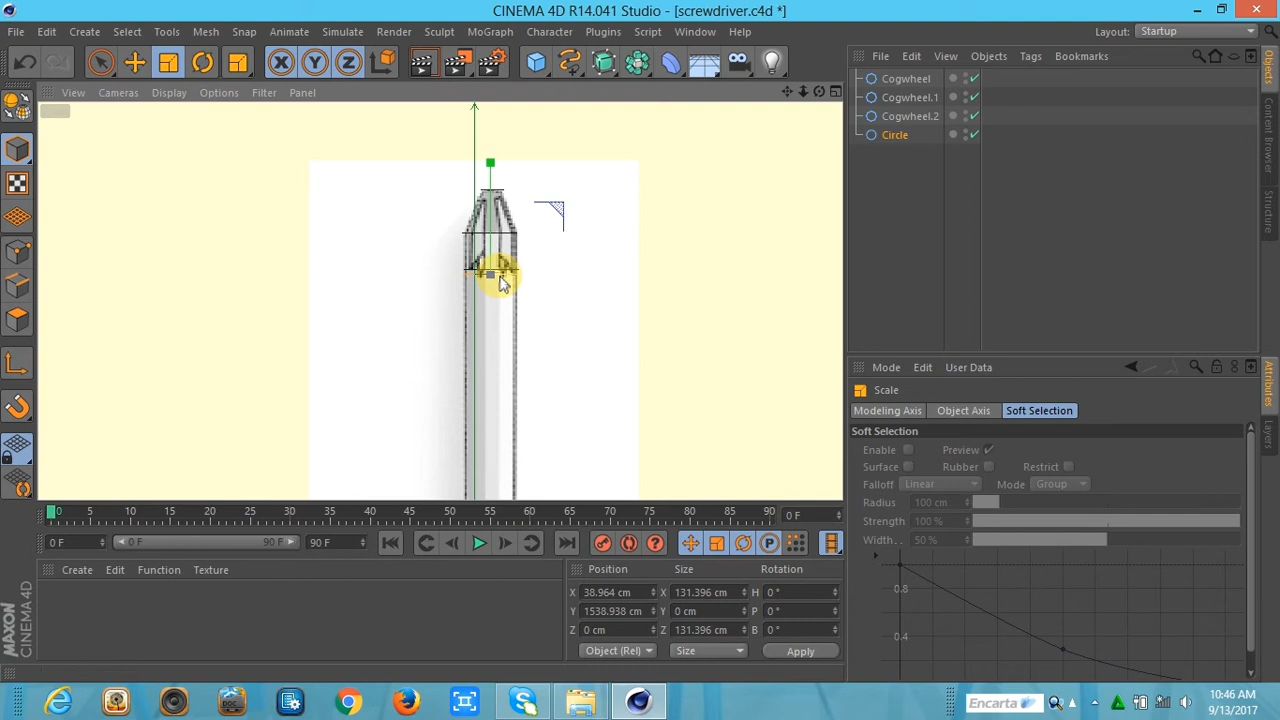 CINEMA 4D R14.041 Studio - [screwdriver.c4d *]
File Edit Create Select Tools Mesh Snap Animate Simulate Render Sculpt MoGraph Character Plugins Script Window Help Layout: Startup
File Edit View Objects Tags Bookmarks
X Y Z
View Cameras Display Options Filter Panel
Cogwheel
Cogwheel.1
Cogwheel.2
Circle
Objects
Content Browser
Structure
Mode Edit User Data
Scale
Modeling Axis Object Axis Soft Selection
Soft Selection
Enable Preview
Surface Rubber Restrict
Falloff Linear Mode Group
Radius 100 cm
Strength 100 %
Width . . 50 %
0.8
0.4
Attributes
Layers
0 5 10 15 20 25 30 35 40 45 50 55 60 65 70 75 80 85 90 0 F
0 F 0 F 90 F 90 F
Create Edit Function Texture
Position Size Rotation
X 38.964 cm X 131.396 cm H 0 °
Y 1538.938 cm Y 0 cm P 0 °
Z 0 cm Z 131.396 cm B 0 °
Object (Rel) Size Apply
MAXON
CINEMA 4D
DOC
Encarta
10:46 AM
9/13/2017